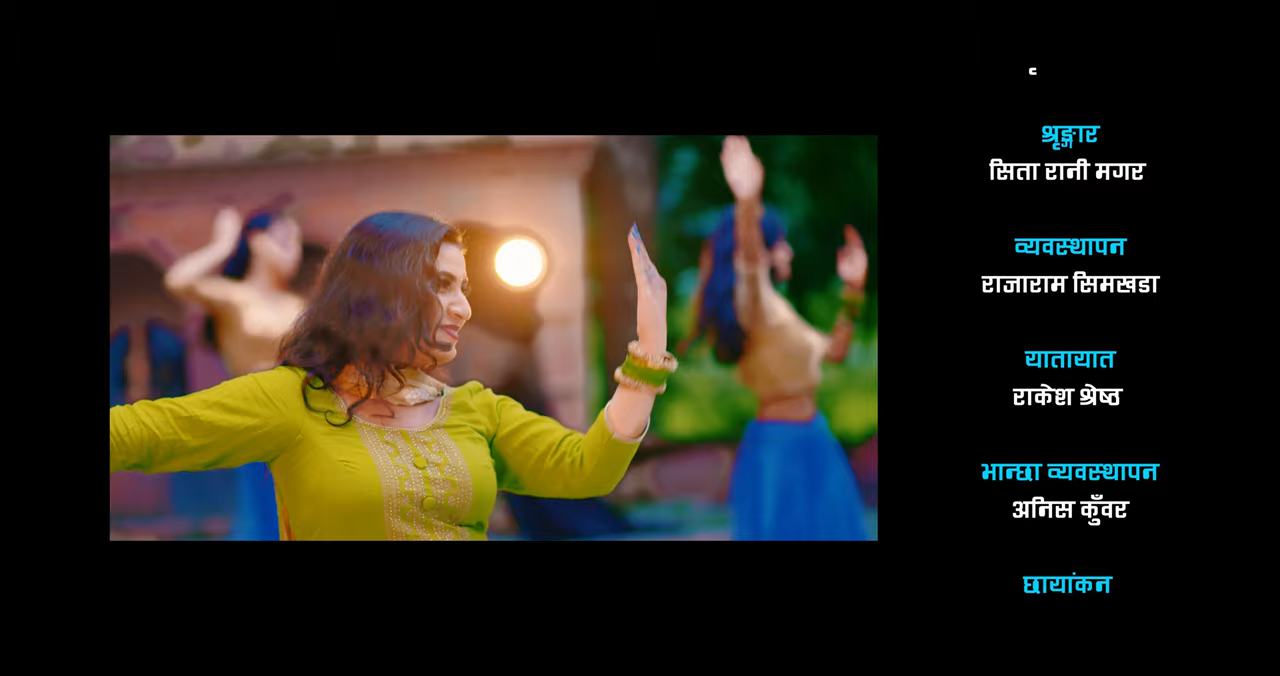 श्रृङ्गार
सिता रानी मगर
व्यवस्थापन
राजाराम सिमखडा
यातायात
राकेश श्रेष्ठ
भान्छा व्यवस्थापन
अनिस कुँवर
छायांकन